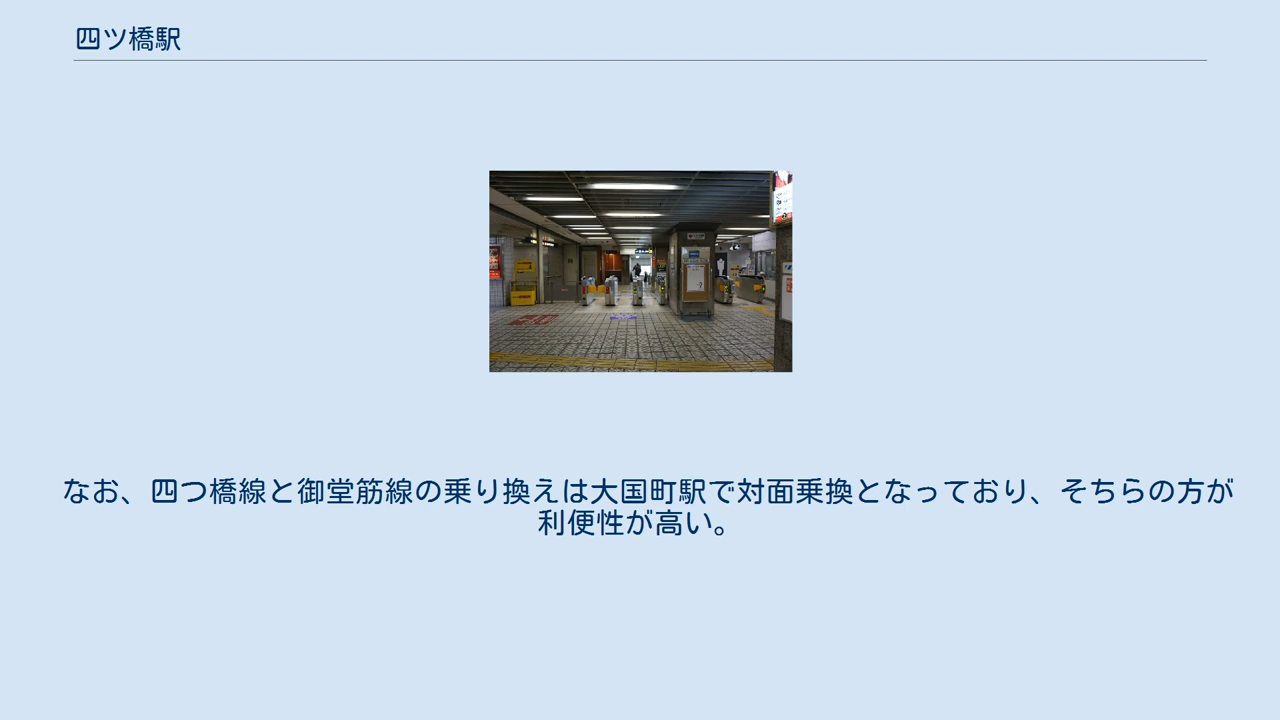 四ツ橋駅
なお、四つ橋線と御堂筋線の乗り換えは大国町駅で対面乗換となっており、そちらの方が
利便性が高い。